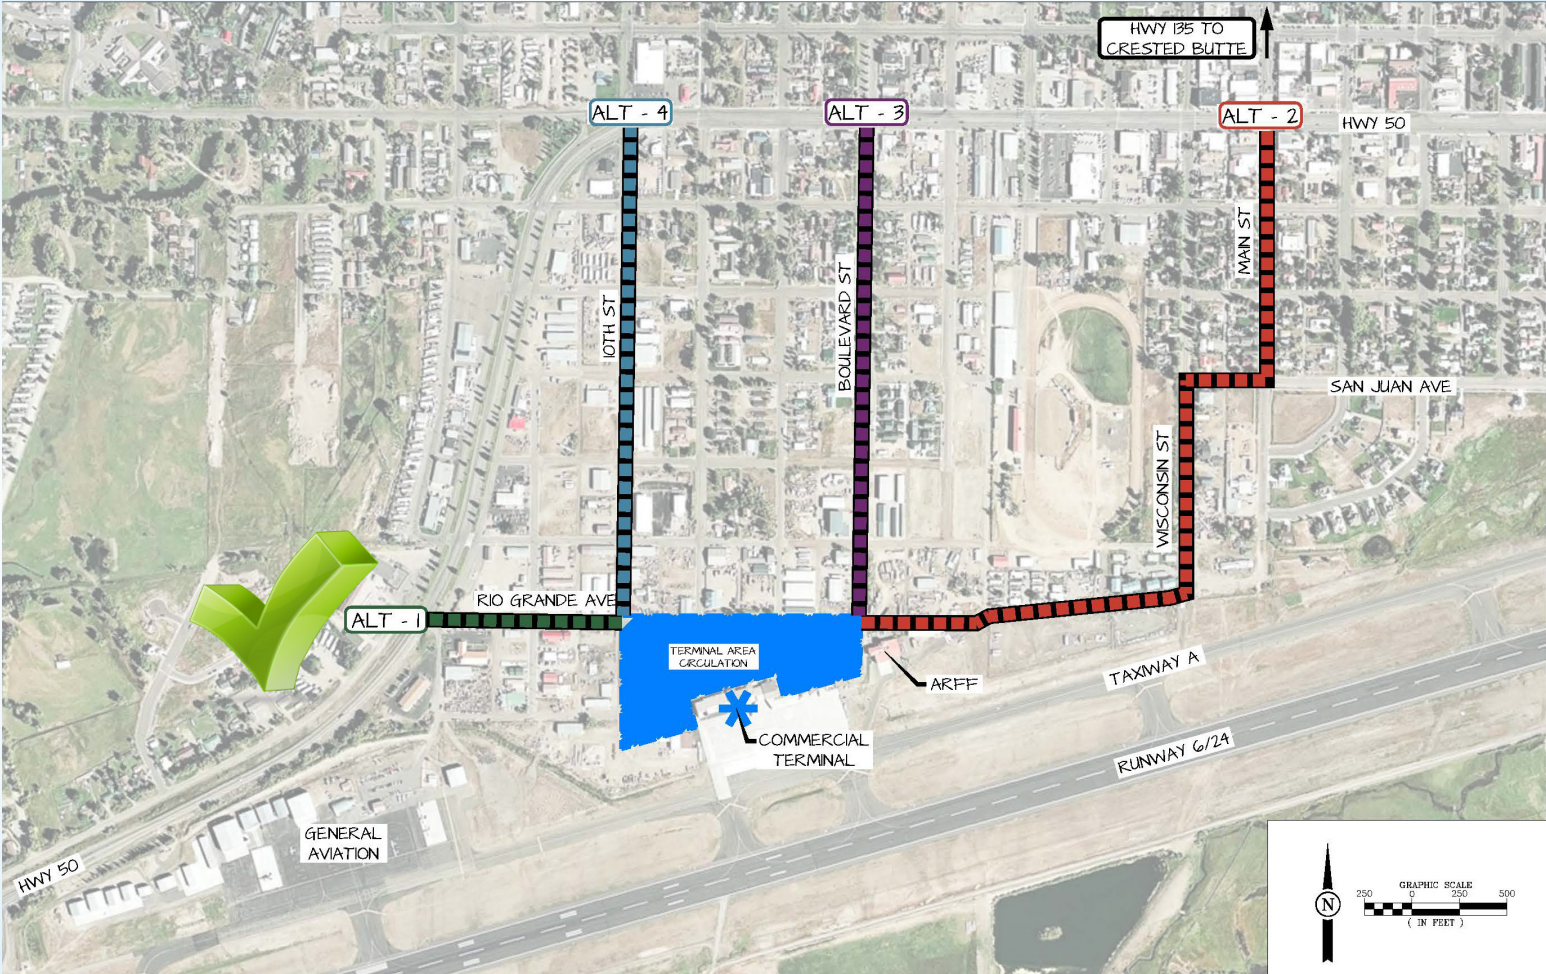 HWY 135 TO
CRESTED BUTTE
ALT - 4
ALT - 3
ALT - 2
HWY 50
MAIN ST
10TH ST
BOULEVARD ST
SAN JUAN AVE
WISCONSIN ST
RIO GRANDE AVE
ALT - 1
TERMINAL AREA
CIRCULATION
ARFF
TAXIWAY A
COMMERCIAL
TERMINAL
RUNWAY 6/24
GENERAL
AVIATION
HWY 50
N
GRAPHIC SCALE
250 0 250 500
( IN FEET )